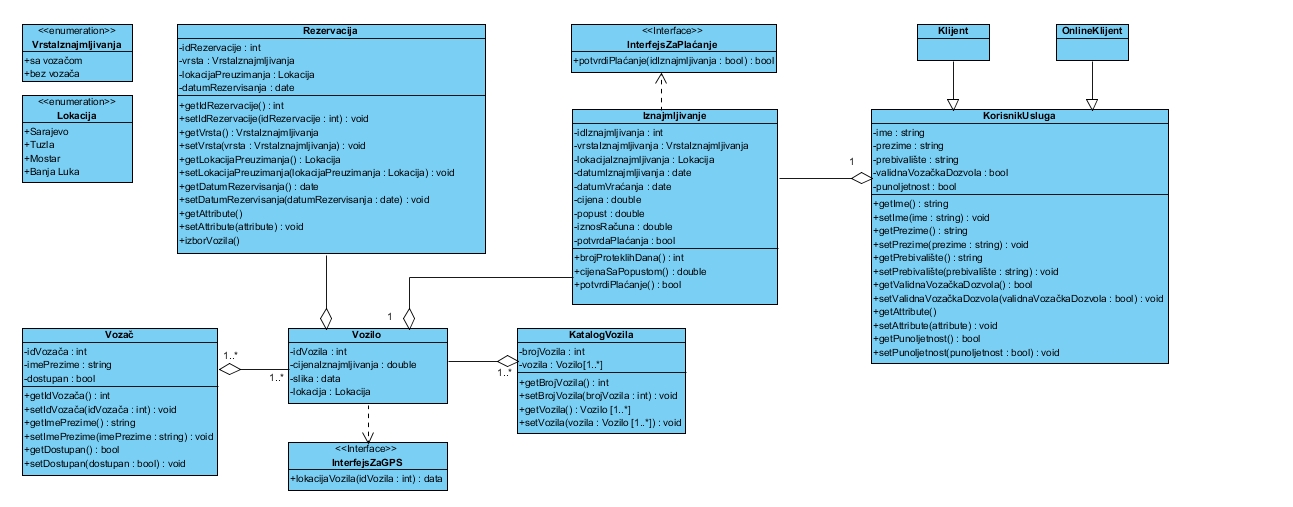 <<enumeration>>
VrstaIznajmljivanja
+sa vozačom
+bez vozača
<<enumeration>>
Lokacija
+Sarajevo
+Tuzla
+Mostar
+Banja Luka
Rezervacija
-idRezervacije : int
-vrsta : VrstaIznajmljivanja
-lokacijaPreuzimanja : Lokacija
-datumRezervisanja : date
+getIdRezervacije() : int
+setIdRezervacije(idRezervacije : int) : void
+getVrsta() : VrstaIznajmljivanja
+setVrsta(vrsta : VrstaIznajmljivanja) : void
+getLokacijaPreuzimanja() : Lokacija
+setLokacijaPreuzimanja(lokacijaPreuzimanja : Lokacija) : void
+getDatumRezervisanja() : date
+setDatumRezervisanja(datumRezervisanja : date) : void
+getAttribute()
+setAttribute(attribute) : void
+izborVozila()
<<Interface>>
InterfejsZaPlaćanje
+potvrdiPlaćanje(idIznajmljivanja : bool) : bool
Iznajmljivanje
-idIznajmljivanja : int
-vrstaIznajmljivanja : VrstaIznajmljivanja
-lokacijaIznajmljivanja : Lokacija
-datumIznajmljivanja : date
-datumVraćanja : date
-cijena : double
-popust : double
-iznosRačuna : double
-potvrdaPlaćanja : bool
+brojProteklihDana() : int
+cijenaSaPopustom() : double
+potvrdiPlaćanje() : bool
Klijent
OnlineKlijent
1
KorisnikUsluga
-ime : string
-prezime : string
-prebivalište : string
-validnaVozačkaDozvola : bool
-punoljetnost : bool
+getIme() : string
+setIme(ime : string) : void
+getPrezime() : string
+setPrezime(prezime : string) : void
+getPrebivalište() : string
+setPrebivalište(prebivalište : string) : void
+getValidnaVozačkaDozvola() : bool
+setValidnaVozačkaDozvola(validnaVozačkaDozvola : bool) : void
+getAttribute()
+setAttribute(attribute) : void
+getPunoljetnost() : bool
+setPunoljetnost(punoljetnost : bool) : void
1
Vozač
-idVozača : int
-imePrezime : string
-dostupan : bool
+getIdVozača() : int
+setIdVozača(idVozača : int) : void
+getImePrezime() : string
+setImePrezime(imePrezime : string) : void
+getDostupan() : bool
+setDostupan(dostupan : bool) : void
1..*
1..*
Vozilo
-idVozila : int
-cijenaIznajmljivanja : double
-slika : data
-lokacija : Lokacija
1..*
KatalogVozila
-brojVozila : int
-vozila : Vozilo[1..*]
+getBrojVozila() : int
+setBrojVozila(brojVozila : int) : void
+getVozila() : Vozilo [1..*]
+setVozila(vozila : Vozilo [1..*]) : void
<<Interface>>
InterfejsZaGPS
+lokacijaVozila(idVozila : int) : data